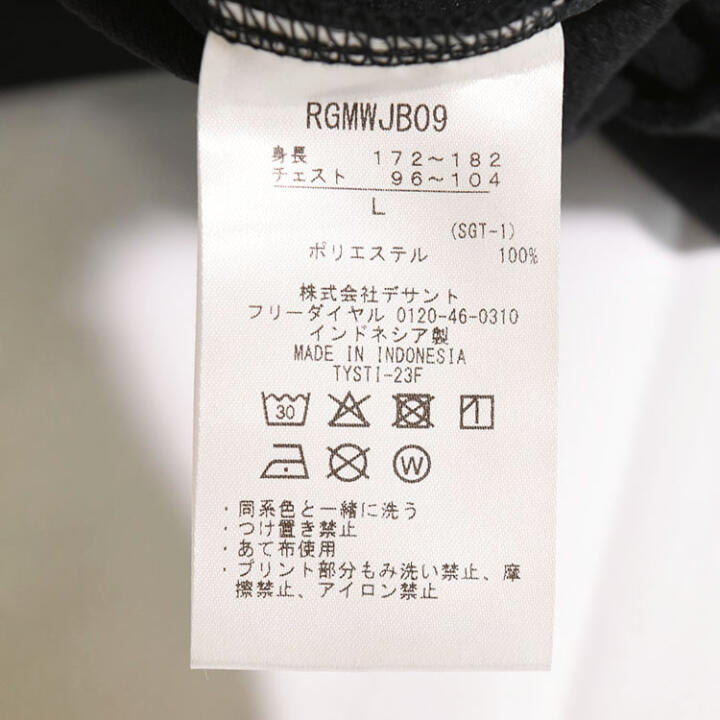 RGMWJB09
身長 172～182
チェスト 96～104
L
(SGT-1)
ポリエステル 100%
株式会社デサント
フリーダイヤル 0120-46-0310
インドネシア製
MADE IN INDONESIA
TYSTI-23F
30
W
・同系色と一緒に洗う
・つけ置き禁止
・あて布使用
・プリント部分もみ洗い禁止、摩
擦禁止、アイロン禁止